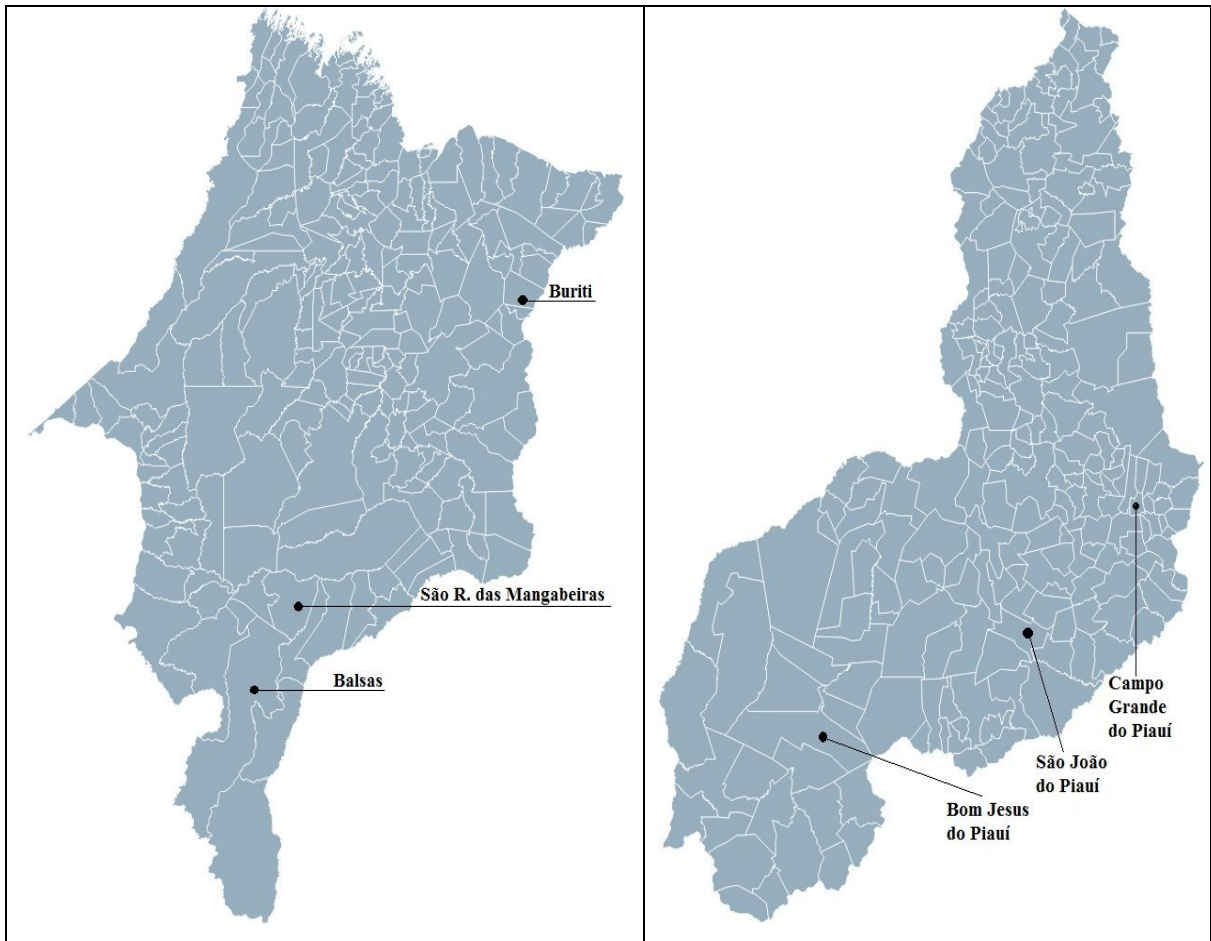 Buriti
São R. das Mangabeiras
Balsas
Campo
Grande
do Piauí
São João
do Piauí
Bom Jesus
do Piauí